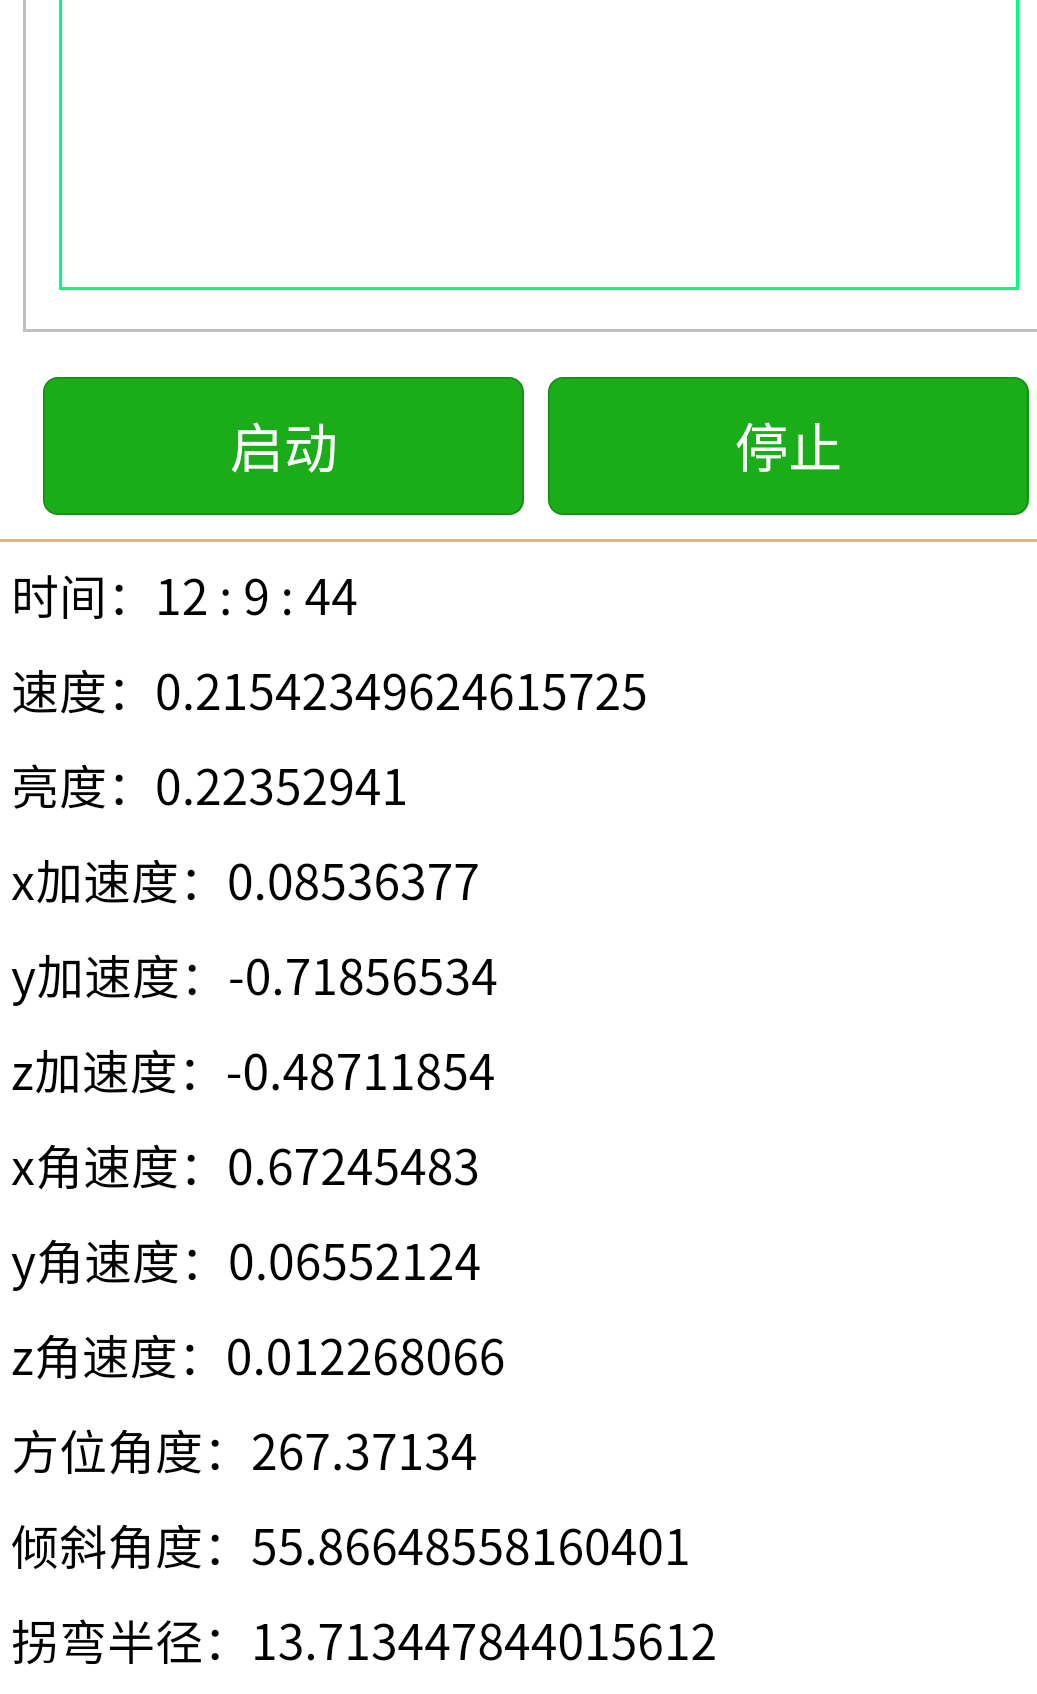 启动 停止
时间：12 : 9 : 44
速度：0.21542349624615725
亮度：0.22352941
x加速度：0.08536377
y加速度：-0.71856534
z加速度：-0.48711854
x角速度：0.67245483
y角速度：0.06552124
z角速度：0.012268066
方位角度：267.37134
倾斜角度：55.86648558160401
拐弯半径：13.713447844015612